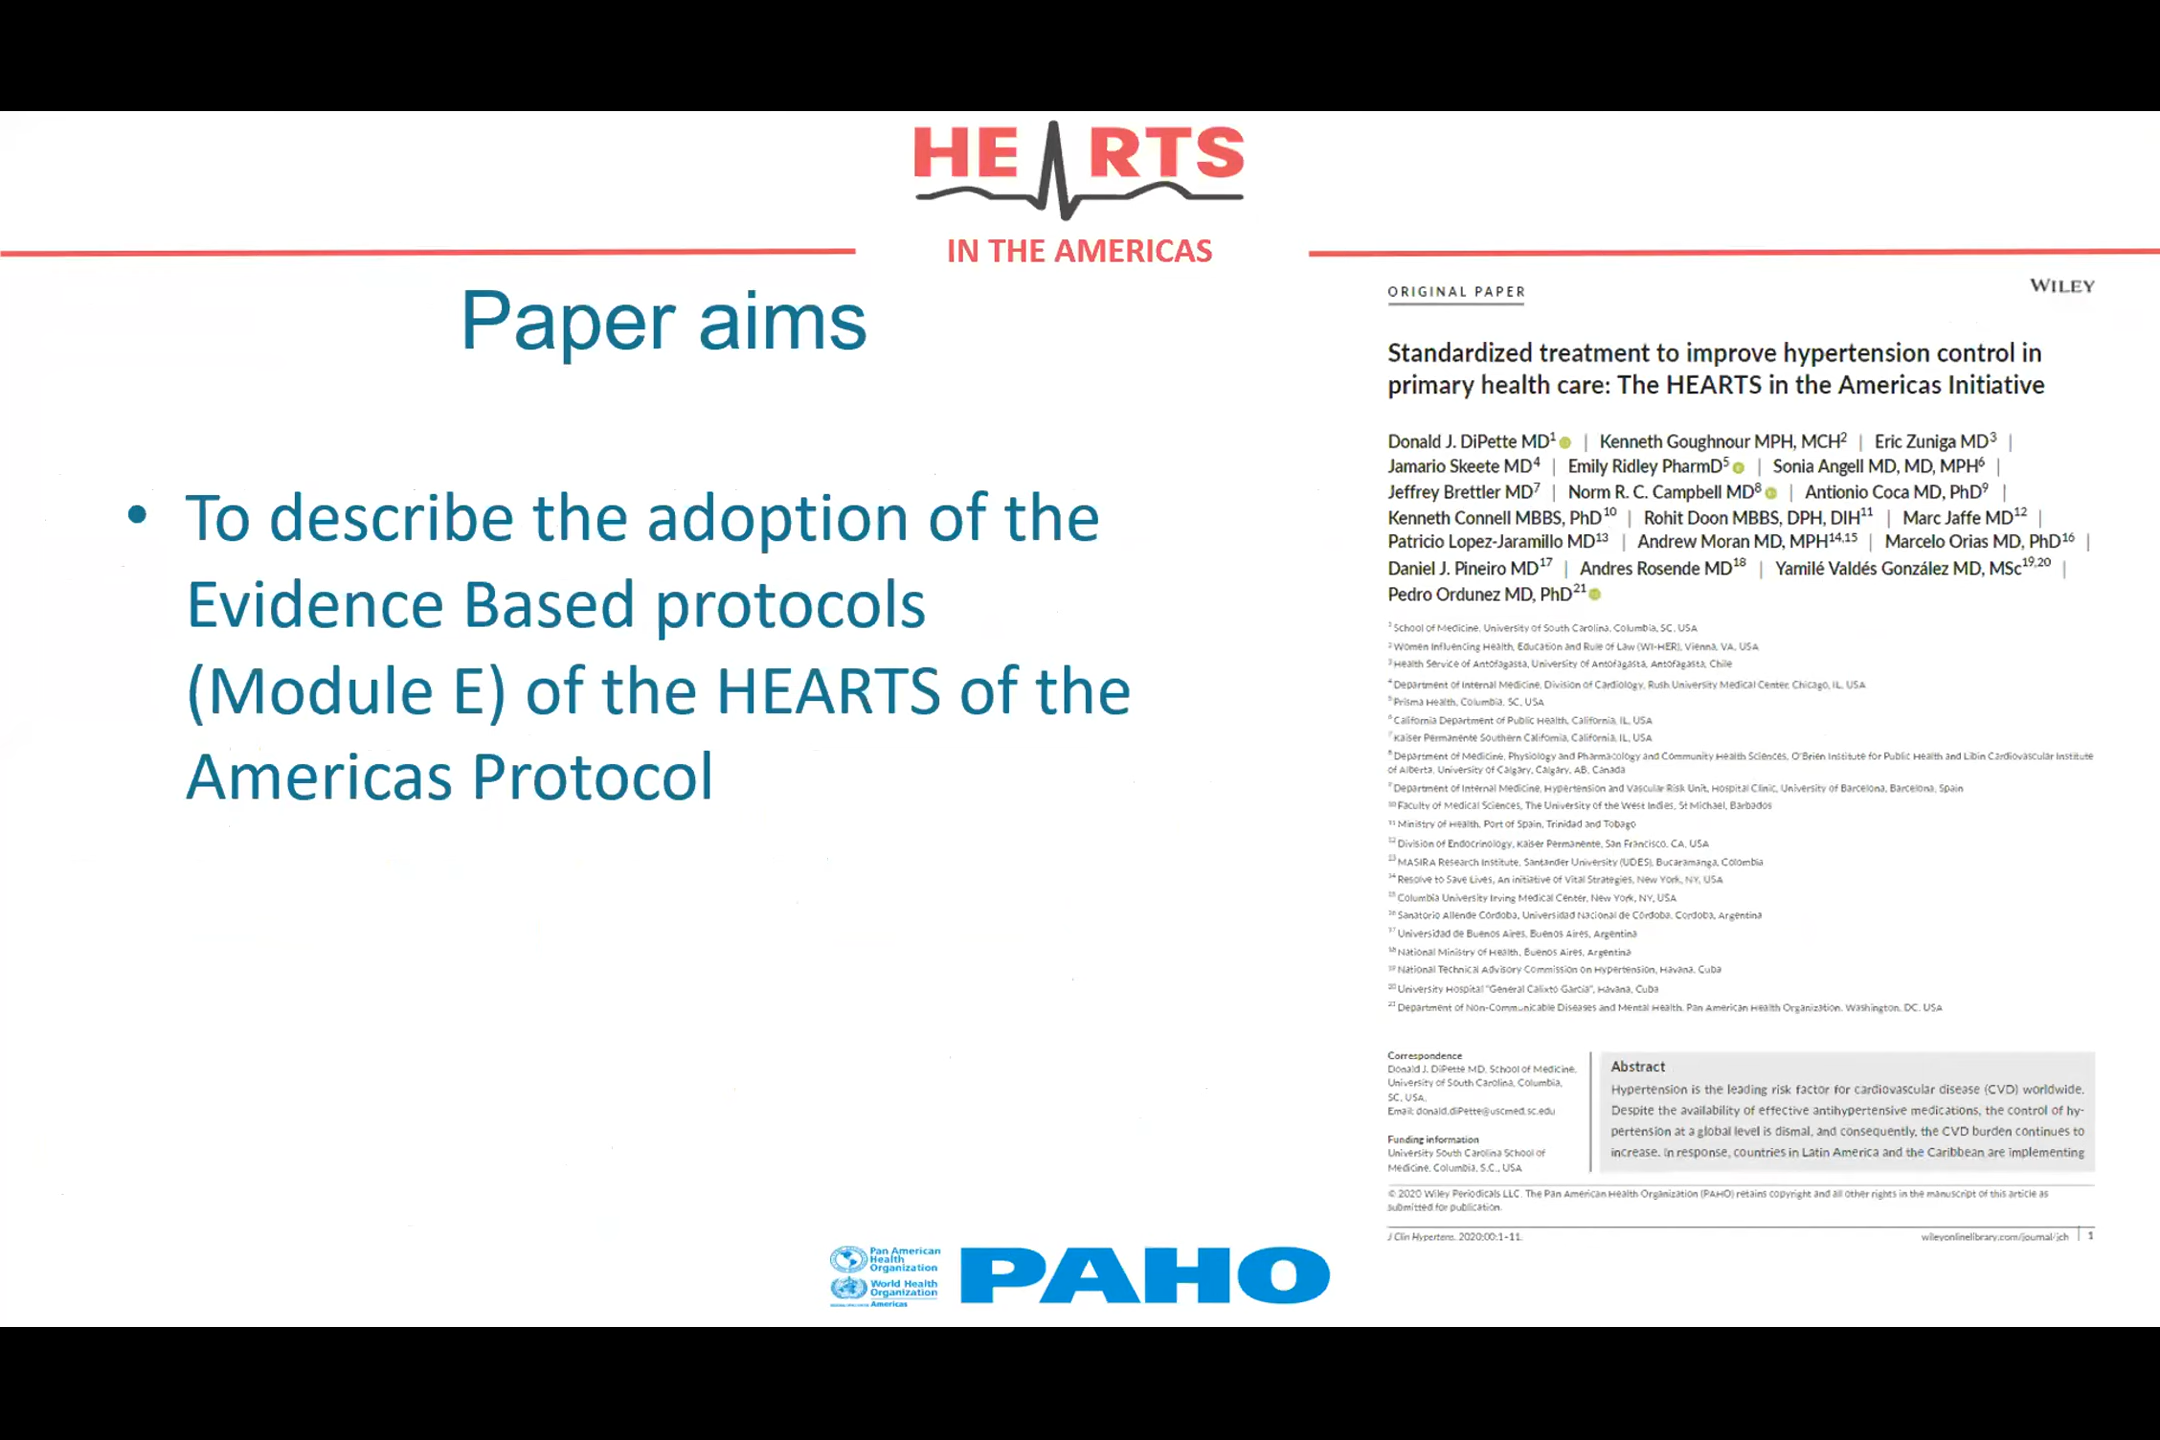 HEARTS
IN THE AMERICAS
Paper aims
• To describe the adoption of the
Evidence Based protocols
(Module E) of the HEARTS of the
Americas Protocol
ORIGINAL PAPER
WILEY
Standardized treatment to improve hypertension control in
primary health care: The HEARTS in the Americas Initiative
Donald J. DiPette MD1 | Kenneth Goughnour MPH, MCH2 | Eric Zuniga MD3 |
Jamario Skeete MD4 | Emily Ridley PharmD5 | Sonia Angell MD, MD, MPH6 |
Jeffrey Brettler MD7 | Norm R. C. Campbell MD8 | Antionio Coca MD, PhD9 |
Kenneth Connell MBBS, PhD10 | Rohit Doon MBBS, DPH, DIH11 | Marc Jaffe MD12 |
Patricio Lopez-Jaramillo MD13 | Andrew Moran MD, MPH14,15 | Marcelo Orias MD, PhD16 |
Daniel J. Pineiro MD17 | Andres Rosende MD18 | Yamilé Valdés González MD, MSc19,20 |
Pedro Ordunez MD, PhD21
1 School of Medicine, University of South Carolina, Columbia, SC, USA
2 Women Influencing Health, Education and Rule of Law (WI-HER), Vienna, VA, USA
3 Health Service of Antofagasta, University of Antofagasta, Antofagasta, Chile
4 Department of Internal Medicine, Division of Cardiology, Rush University Medical Center, Chicago, IL, USA
5 Prisma Health, Columbia, SC, USA
6 California Department of Public Health, California, IL, USA
7 Kaiser Permanente Southern California, California, IL, USA
8 Department of Medicine, Physiology and Pharmacology and Community Health Sciences, O'Brien Institute for Public Health and Libin Cardiovascular Institute
of Alberta, University of Calgary, Calgary, AB, Canada
9 Department of Internal Medicine, Hypertension and Vascular Risk Unit, Hospital Clinic, University of Barcelona, Barcelona, Spain
10 Faculty of Medical Sciences, The University of the West Indies, St Michael, Barbados
11 Ministry of Health, Port of Spain, Trinidad and Tobago
12 Division of Endocrinology, Kaiser Permanente, San Francisco, CA, USA
13 MASIRA Research Institute, Santander University (UDES), Bucaramanga, Colombia
14 Resolve to Save Lives, An initiative of Vital Strategies, New York, NY, USA
15 Columbia University Irving Medical Center, New York, NY, USA
16 Sanatorio Allende Córdoba, Universidad Nacional de Córdoba, Cordoba, Argentina
17 Universidad de Buenos Aires, Buenos Aires, Argentina
18 National Ministry of Health, Buenos Aires, Argentina
19 National Technical Advisory Commission on Hypertension, Havana, Cuba
20 University Hospital "General Calixto García", Havana, Cuba
21 Department of Non-Communicable Diseases and Mental Health, Pan American Health Organization, Washington, DC, USA
Correspondence
Donald J. DiPette MD, School of Medicine,
University of South Carolina, Columbia,
SC, USA.
Email: donald.dipette@uscmed.sc.edu
Funding information
University South Carolina School of
Medicine, Columbia, S.C., USA
Abstract
Hypertension is the leading risk factor for cardiovascular disease (CVD) worldwide.
Despite the availability of effective antihypertensive medications, the control of hy-
pertension at a global level is dismal, and consequently, the CVD burden continues to
increase. In response, countries in Latin America and the Caribbean are implementing
© 2020 Wiley Periodicals LLC. The Pan American Health Organization (PAHO) retains copyright and all other rights in the manuscript of this article as
submitted for publication.
J Clin Hypertens. 2020;00:1–11.
wileyonlinelibrary.com/journal/jch | 1
Pan American
Health
Organization
World Health
Organization
Americas
PAHO